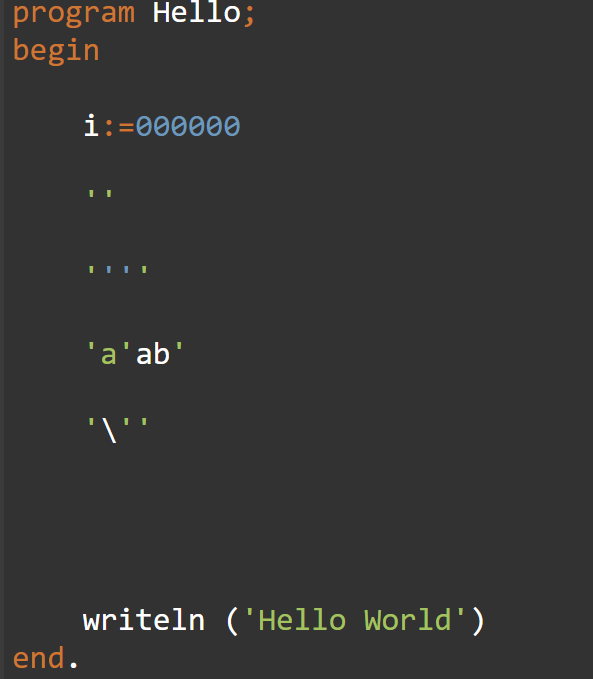 program Hello;
begin
i:=000000
''
''''
'a'ab'
'\''
writeln ('Hello World')
end.